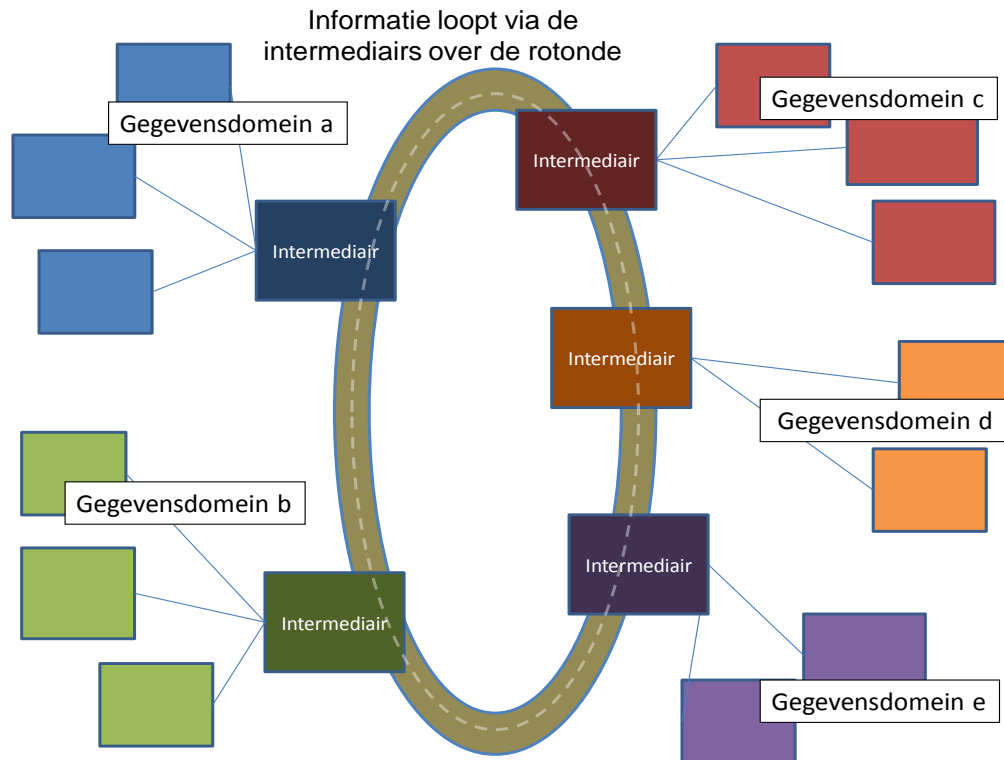 Informatie loopt via de
intermediairs over de rotonde
Gegevensdomein a
Gegevensdomein c
Intermediair
Intermediair
Intermediair
Gegevensdomein d
Gegevensdomein b
Intermediair
Intermediair
Gegevensdomein e